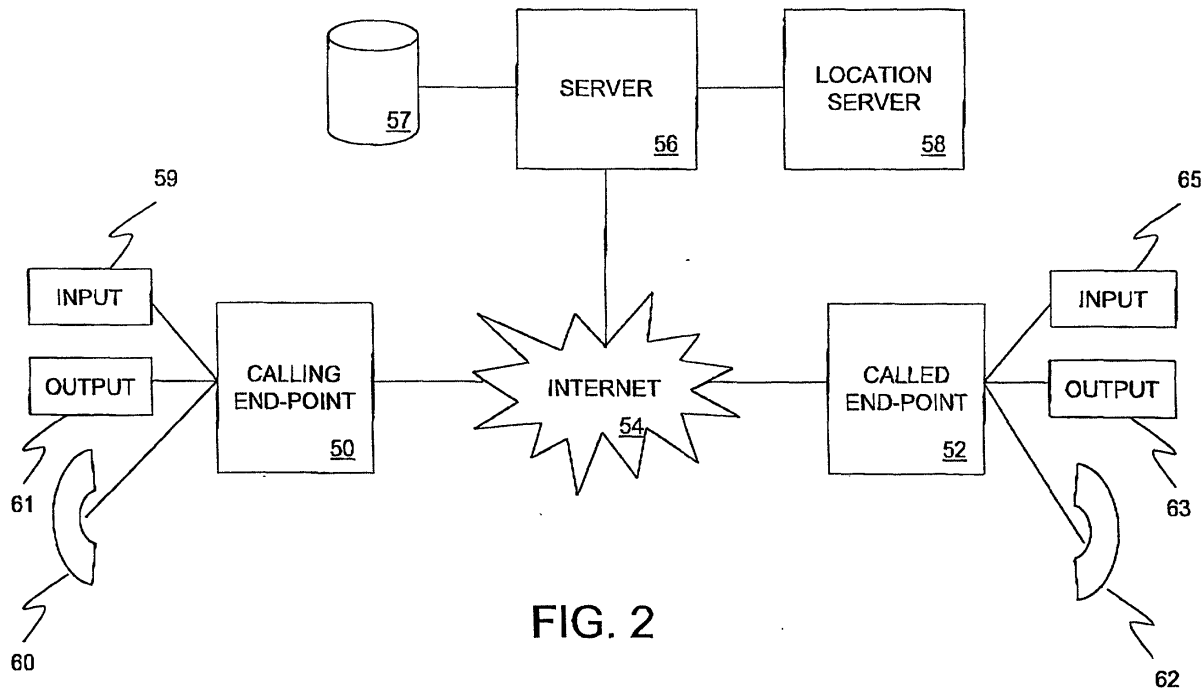 57
SERVER
56
LOCATION
SERVER
58
59
65
INPUT
INPUT
OUTPUT
CALLING
END-POINT
50
INTERNET
54
CALLED
END-POINT
52
OUTPUT
61
63
60
62
FIG. 2